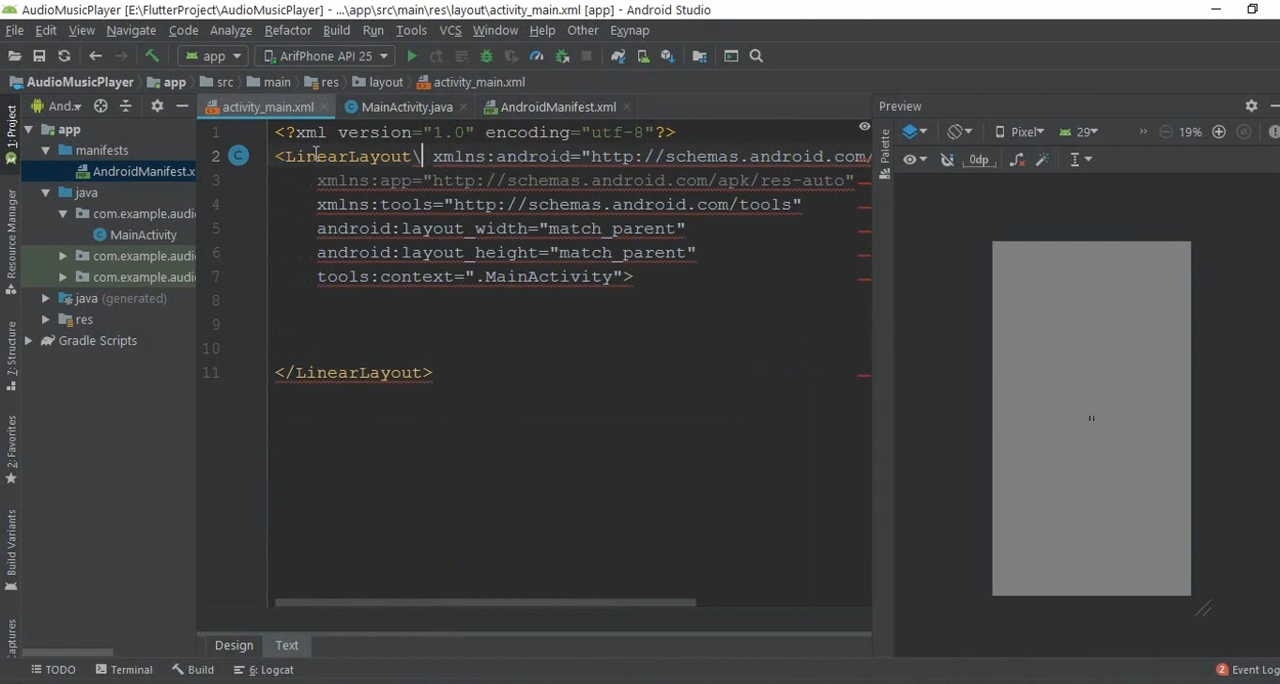 AudioMusicPlayer [E:\FlutterProject\AudioMusicPlayer] - ...\app\src\main\res\layout\activity_main.xml [app] - Android Studio
File Edit View Navigate Code Analyze Refactor Build Run Tools VCS Window Help Other Exynap
app ArifPhone API 25
AudioMusicPlayer app src main res layout activity_main.xml
And.. activity_main.xml MainActivity.java AndroidManifest.xml Preview
1: Project
Resource Manager
7: Structure
2: Favorites
Build Variants
Captures
app
manifests
AndroidManifest.x
java
com.example.audi
MainActivity
com.example.audi
com.example.audi
java (generated)
res
Gradle Scripts
1 <?xml version="1.0" encoding="utf-8"?>
2 <LinearLayout\ xmlns:android="http://schemas.android.com/
3 xmlns:app="http://schemas.android.com/apk/res-auto"
4 xmlns:tools="http://schemas.android.com/tools"
5 android:layout_width="match_parent"
6 android:layout_height="match_parent"
7 tools:context=".MainActivity">
8
9
10
11 </LinearLayout>
Palette
Pixel 29 » 19%
0dp
Design Text
TODO Terminal Build 6: Logcat 2 Event Log